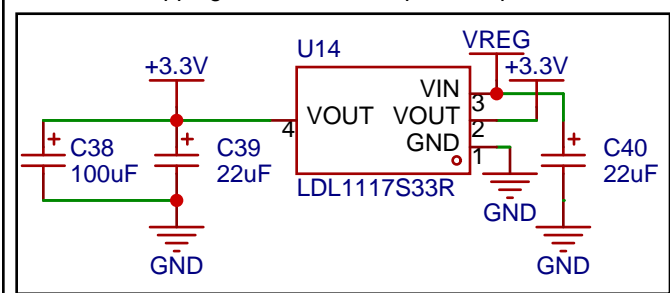 U14
VREG
+3.3V
+3.3V
VIN
3
4
VOUT
VOUT
2
GND
1
C38
100uF
C39
22uF
C40
22uF
LDL1117S33R
GND
GND
GND